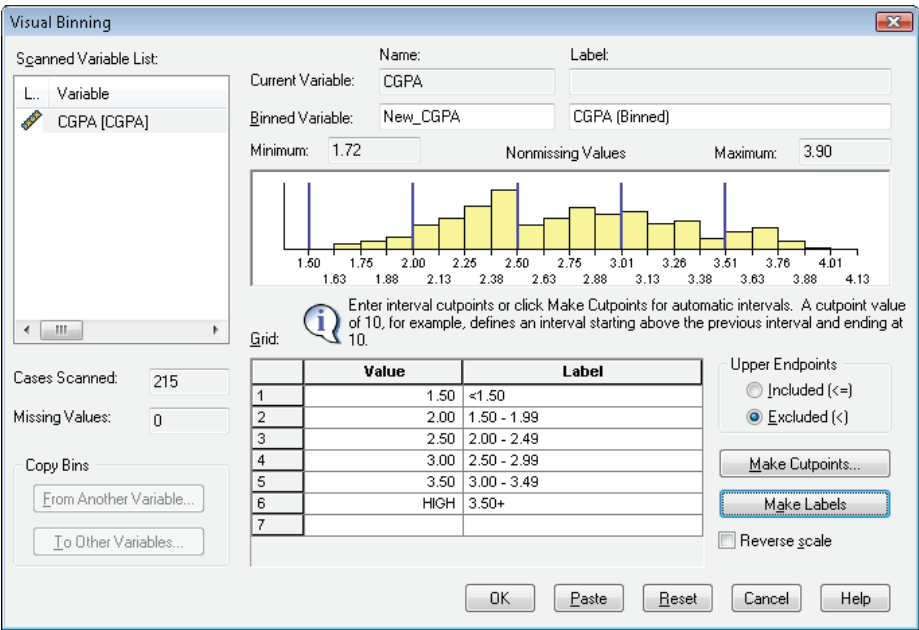 Visual Binning
Scanned Variable List:
L.. Variable
CGPA [CGPA]
Cases Scanned: 215
Missing Values: 0
Copy Bins
From Another Variable...
To Other Variables...
Name: Label:
Current Variable: CGPA
Binned Variable: New_CGPA CGPA (Binned)
Minimum: 1.72 Nonmissing Values Maximum: 3.90
1.50 1.75 2.00 2.25 2.50 2.75 3.01 3.26 3.51 3.76 4.01
1.63 1.88 2.13 2.38 2.63 2.88 3.13 3.38 3.63 3.88 4.13
Enter interval cutpoints or click Make Cutpoints for automatic intervals. A cutpoint value
of 10, for example, defines an interval starting above the previous interval and ending at
10.
Grid:
Value Label
1 1.50 <1.50
2 2.00 1.50 - 1.99
3 2.50 2.00 - 2.49
4 3.00 2.50 - 2.99
5 3.50 3.00 - 3.49
6 HIGH 3.50+
7
Upper Endpoints
Included (<=)
Excluded (<)
Make Cutpoints...
Make Labels
Reverse scale
OK Paste Reset Cancel Help